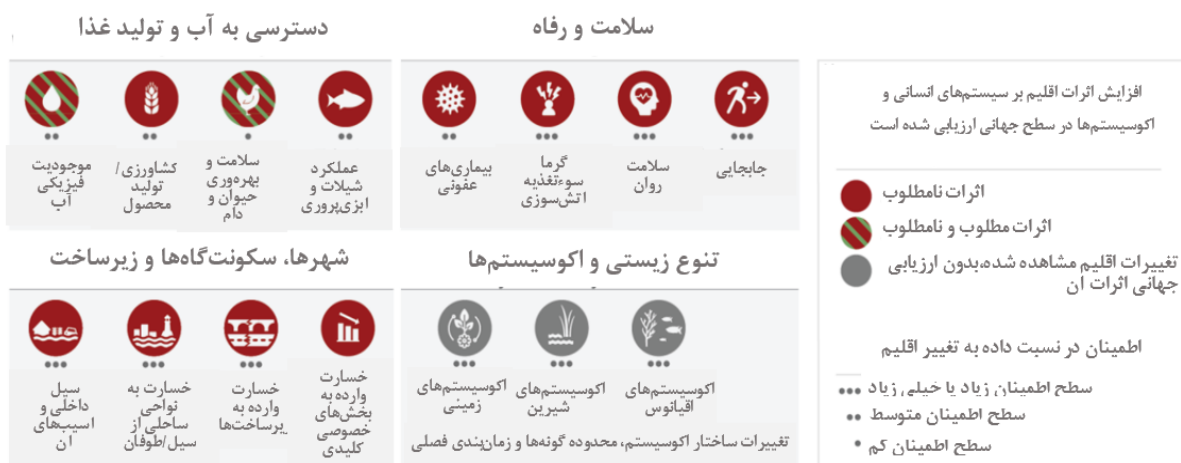 سلامت و رفاه
جابجایی
سلامت
روان
گرما
سوءتغذیه
اتش‌سوزی
بیماری‌های
عفونی
دسترسی به آب و تولید غذا
عملکرد
شیلات و
ابزی‌پروری
سلامت و
بهره‌وری
حیوان و
دام
کشاورزی/
تولید
محصول
موجودیت
فیزیکی
آب
تنوع زیستی و اکوسیستم‌ها
اکوسیستم‌های
اقیانوس
اکوسیستم‌های
شیرین
اکوسیستم‌های
زمینی
تغییرات ساختار اکوسیستم، محدوده گونه‌ها و زمان‌بندی فصلی
شهرها، سکونت‌گاه‌ها و زیرساخت
خسارت
وارده به
بخش‌های
خصوصی
کلیدی
خسارت
وارده به
یرساخت‌ها
خسارت به
نواحی
ساحلی از
سیل/طوفان
سیل
داخلی و
اسیب‌های
ان
افزایش اثرات اقلیم بر سیستم‌های انسانی و
اکوسیستم‌ها در سطح جهانی ارزیابی شده است
اثرات نامطلوب
اثرات مطلوب و نامطلوب
تغییرات اقلیم مشاهده شده،بدون ارزیابی
جهانی اثرات ان
اطمینان در نسبت داده به تغییر اقلیم
سطح اطمینان زیاد یا خیلی زیاد
سطح اطمینان متوسط
سطح اطمینان کم